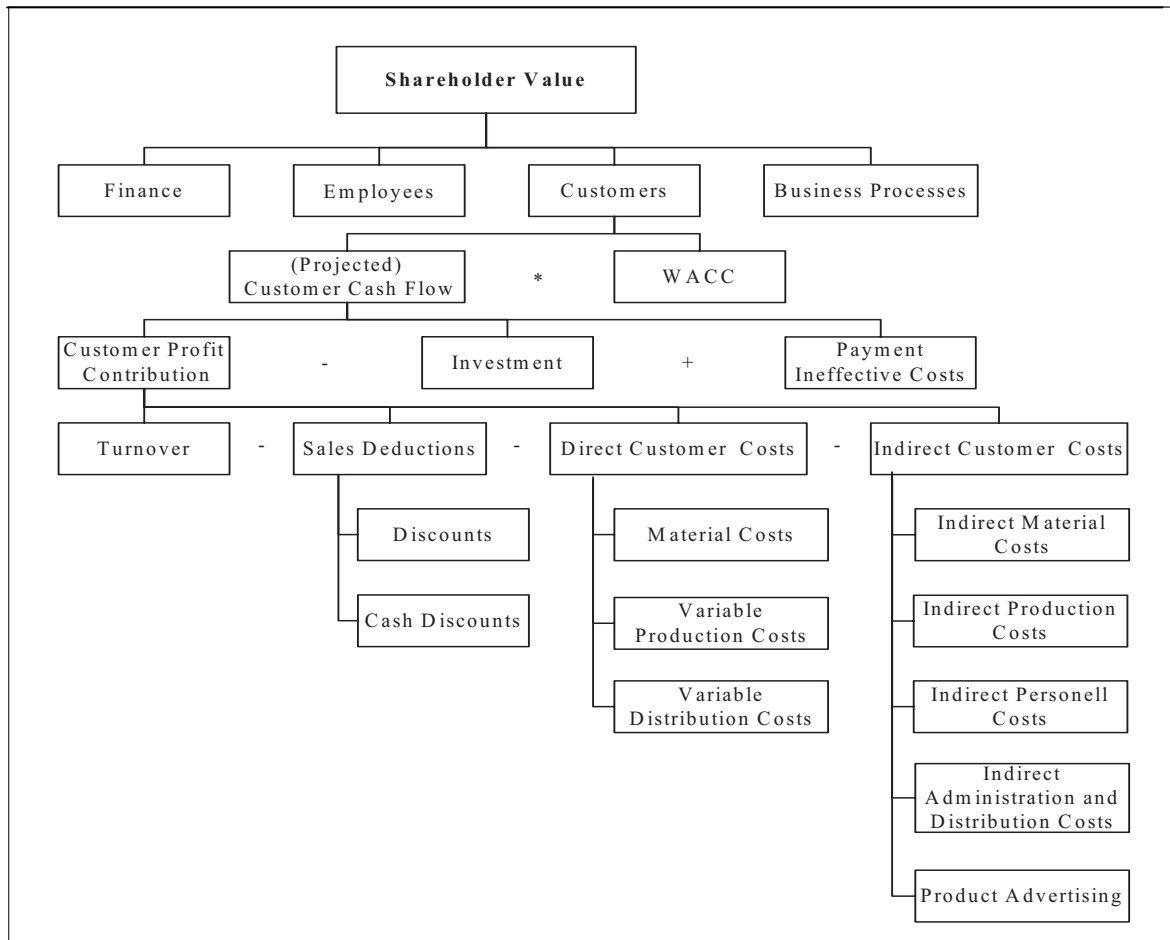 Shareholder Value
Finance
Employees
Customers
Business Processes
(Projected)
Customer Cash Flow
*
WACC
Customer Profit
Contribution
-
Investment
+
Payment
Ineffective Costs
Turnover
-
Sales Deductions
-
Direct Customer Costs
-
Indirect Customer Costs
Discounts
Material Costs
Indirect Material
Costs
Cash Discounts
Variable
Production Costs
Indirect Production
Costs
Variable
Distribution Costs
Indirect Personell
Costs
Indirect
Administration and
Distribution Costs
Product Advertising